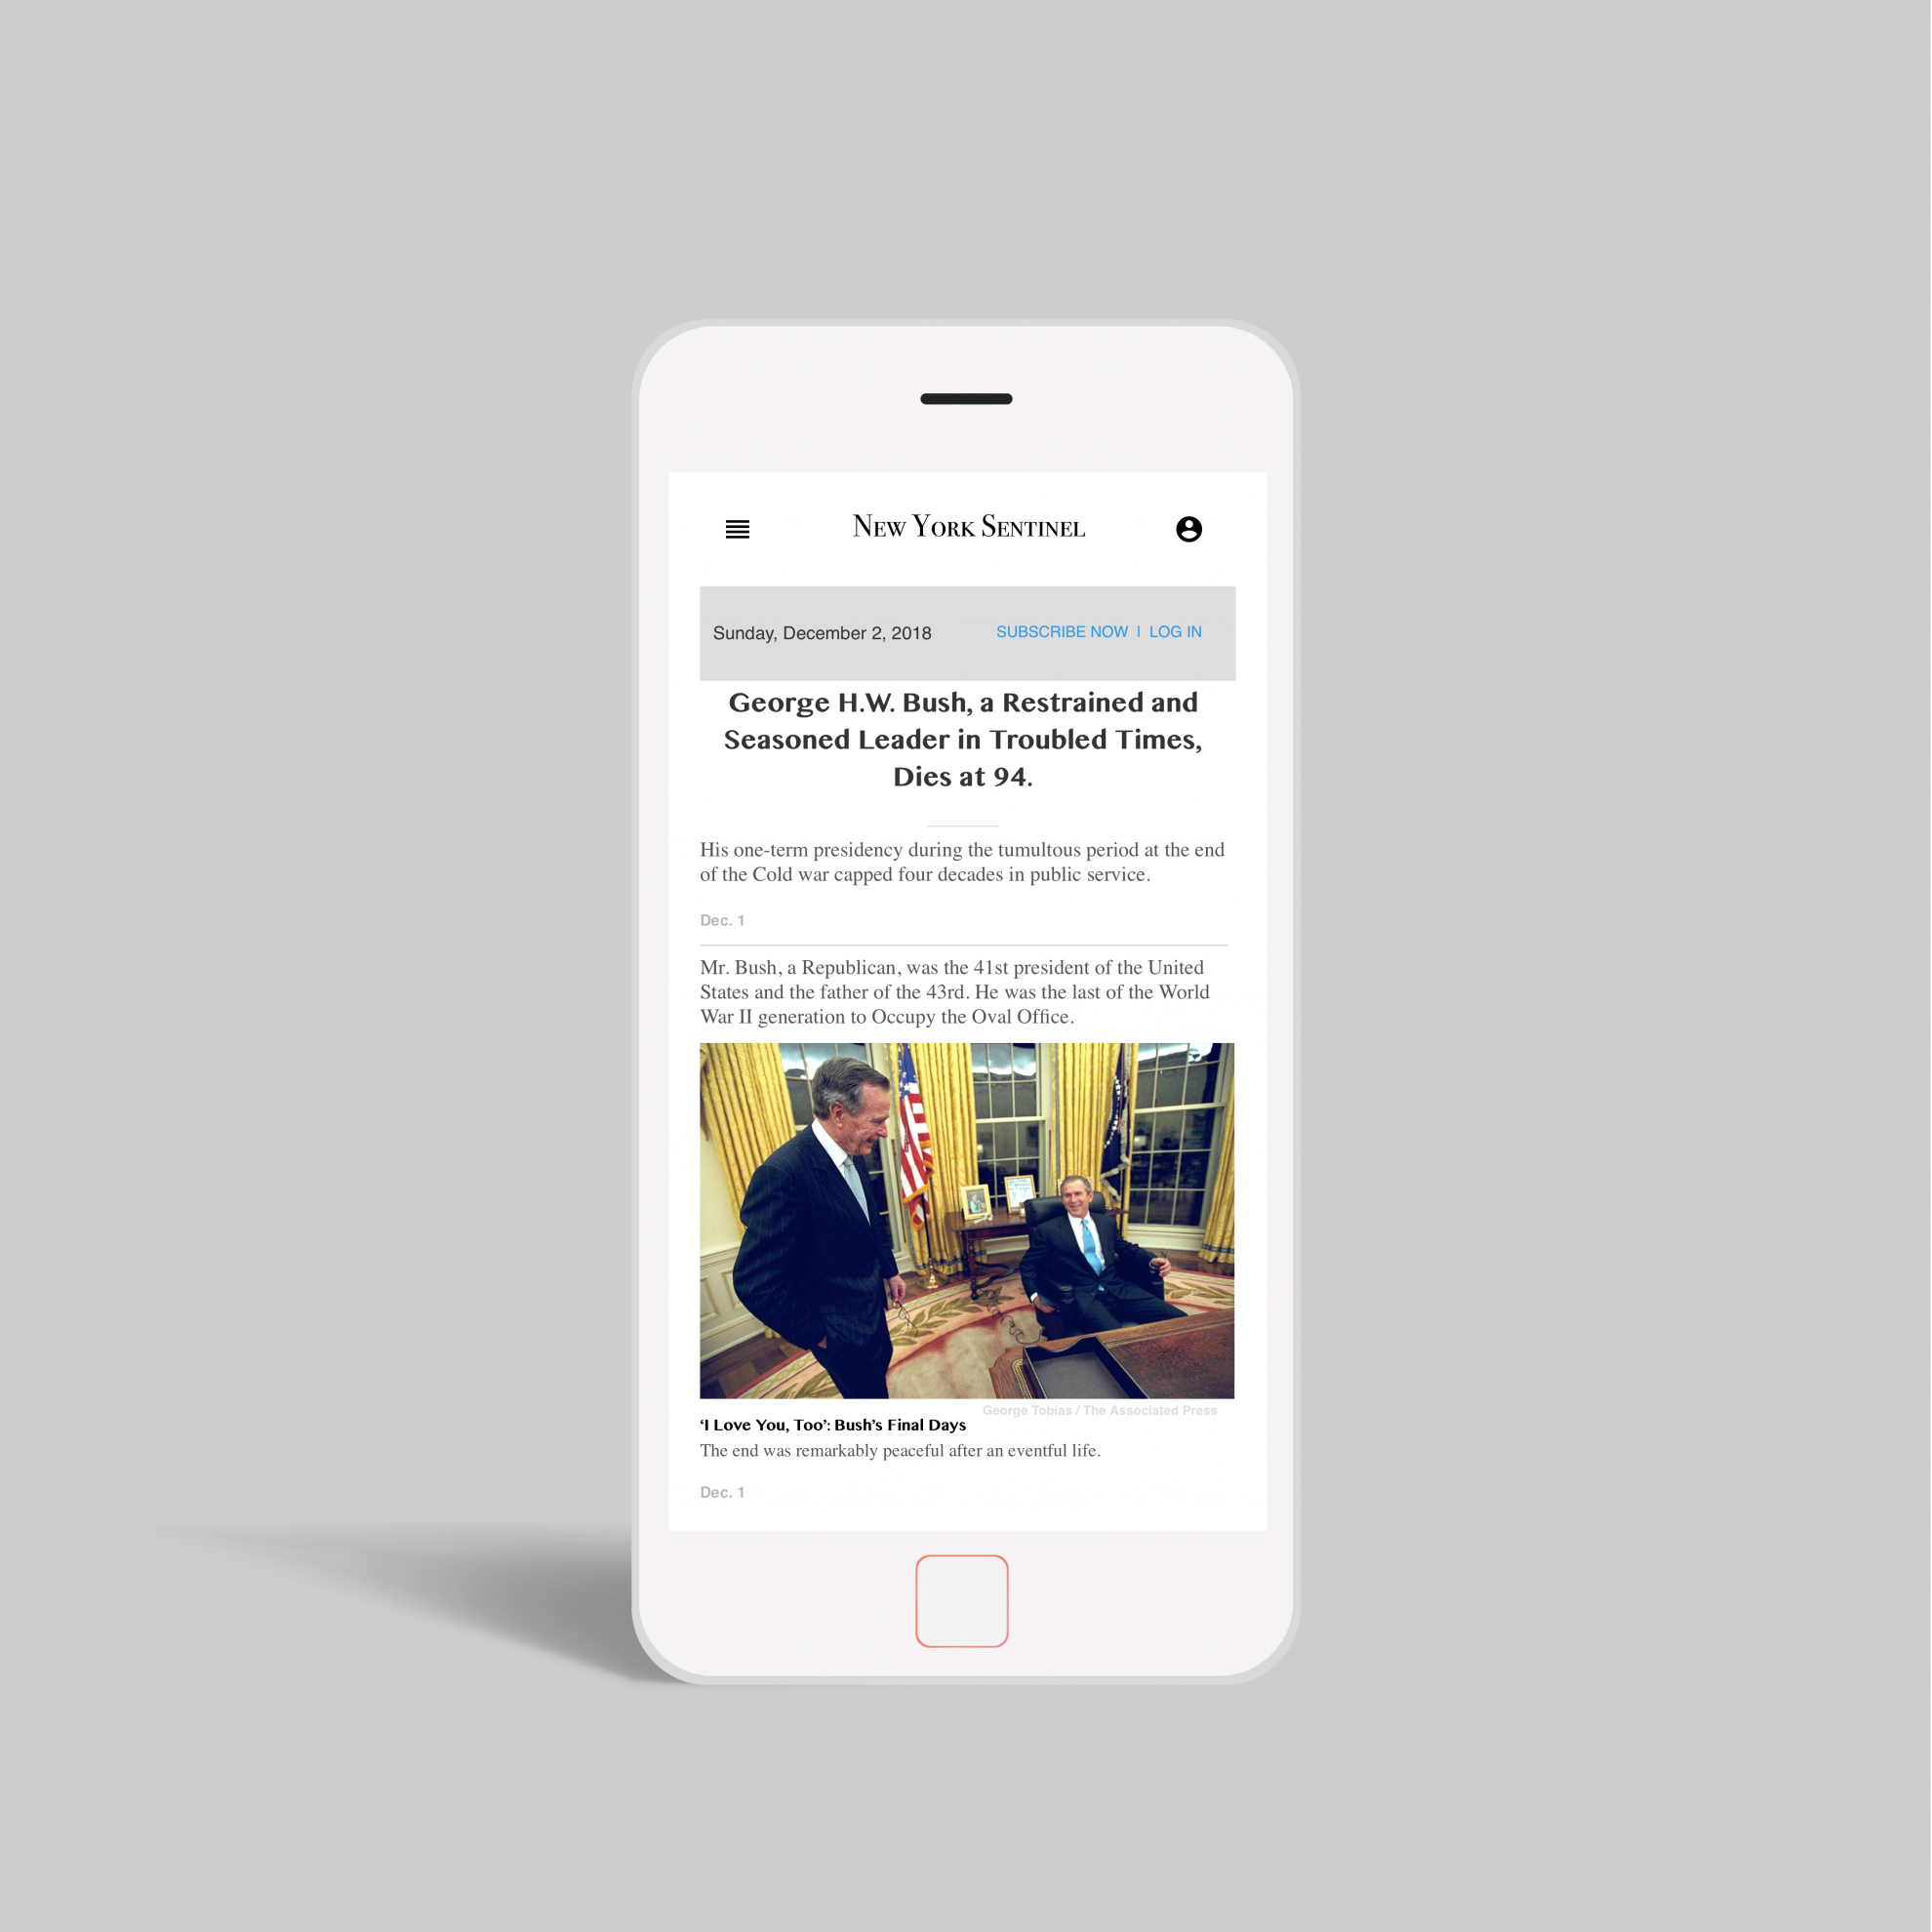 NEW YORK SENTINEL
Sunday, December 2, 2018
SUBSCRIBE NOW | LOG IN
George H.W. Bush, a Restrained and
Seasoned Leader in Troubled Times,
Dies at 94.
His one-term presidency during the tumultous period at the end
of the Cold war capped four decades in public service.
Dec. 1
Mr. Bush, a Republican, was the 41st president of the United
States and the father of the 43rd. He was the last of the World
War II generation to Occupy the Oval Office.
George Tobias / The Associated Press
‘I Love You, Too’: Bush’s Final Days
The end was remarkably peaceful after an eventful life.
Dec. 1